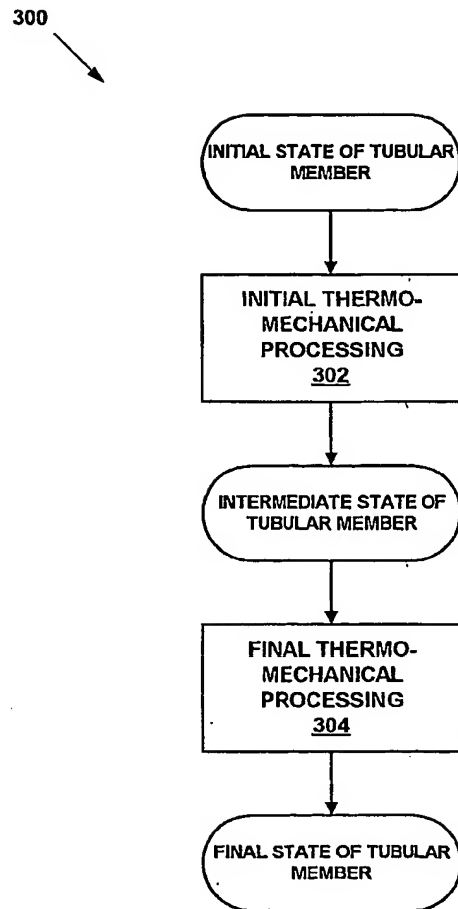 300
INITIAL STATE OF TUBULAR
MEMBER
INITIAL THERMO-
MECHANICAL
PROCESSING
302
INTERMEDIATE STATE OF
TUBULAR MEMBER
FINAL THERMO-
MECHANICAL
PROCESSING
304
FINAL STATE OF TUBULAR
MEMBER